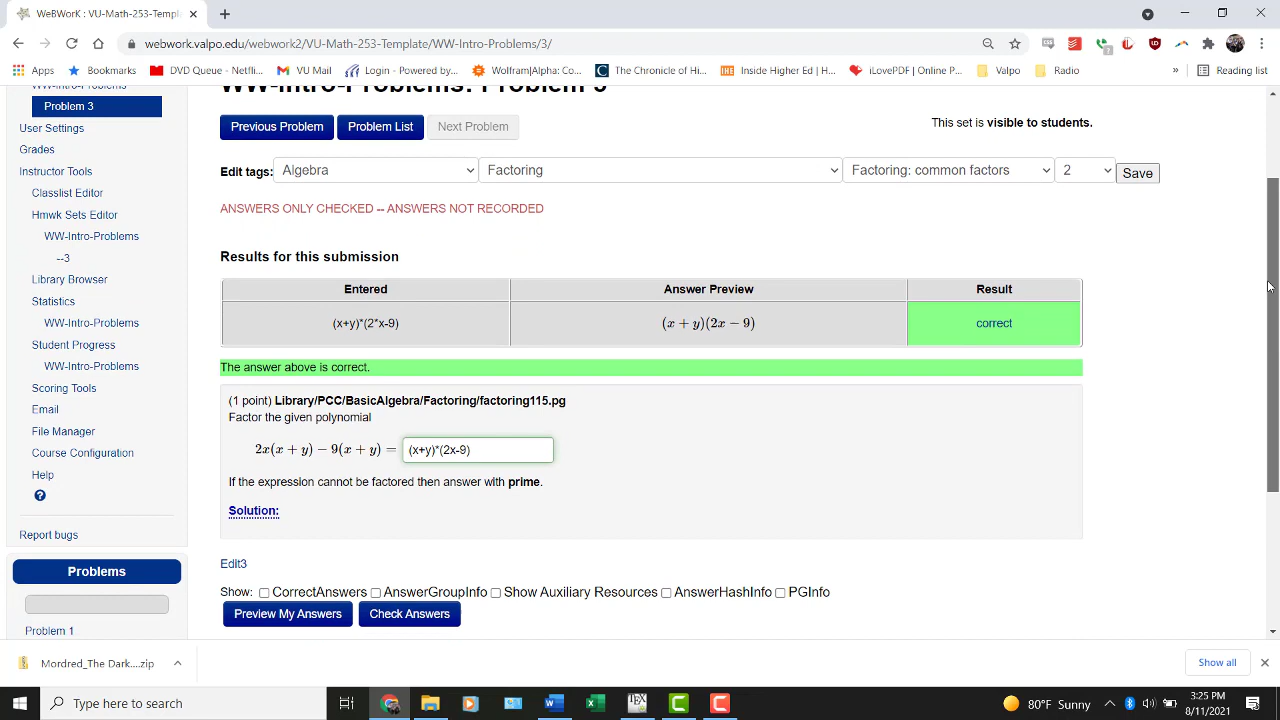 WeBWorK : VU-Math-253-Templ
webwork.valpo.edu/webwork2/VU-Math-253-Template/WW-Intro-Problems/3/
Apps
Bookmarks
DVD Queue - Netfli...
VU Mail
Login - Powered by...
Wolfram|Alpha: Co...
The Chronicle of Hi...
Inside Higher Ed | H...
iLovePDF | Online P...
Valpo
Radio
»
Reading list
WW-Intro-Problems
Problem 3
User Settings
Grades
Instructor Tools
Classlist Editor
Hmwk Sets Editor
WW-Intro-Problems
--3
Library Browser
Statistics
WW-Intro-Problems
Student Progress
WW-Intro-Problems
Scoring Tools
Email
File Manager
Course Configuration
Help
?
Report bugs
Problems
Problem 1
WW-Intro-Problems: Problem 3
Previous Problem
Problem List
Next Problem
This set is visible to students.
Edit tags:
Algebra
Factoring
Factoring: common factors
2
Save
ANSWERS ONLY CHECKED -- ANSWERS NOT RECORDED
Results for this submission
Entered
Answer Preview
Result
(x+y)*(2*x-9)
(x + y)(2x − 9)
correct
The answer above is correct.
(1 point) Library/PCC/BasicAlgebra/Factoring/factoring115.pg
Factor the given polynomial
2x(x + y) − 9(x + y) = (x+y)*(2x-9)
If the expression cannot be factored then answer with prime.
Solution:
Edit3
Show: CorrectAnswers AnswerGroupInfo Show Auxiliary Resources AnswerHashInfo PGInfo
Preview My Answers
Check Answers
Mordred_The Dark....zip
Show all
Type here to search
80°F Sunny
3:25 PM
8/11/2021